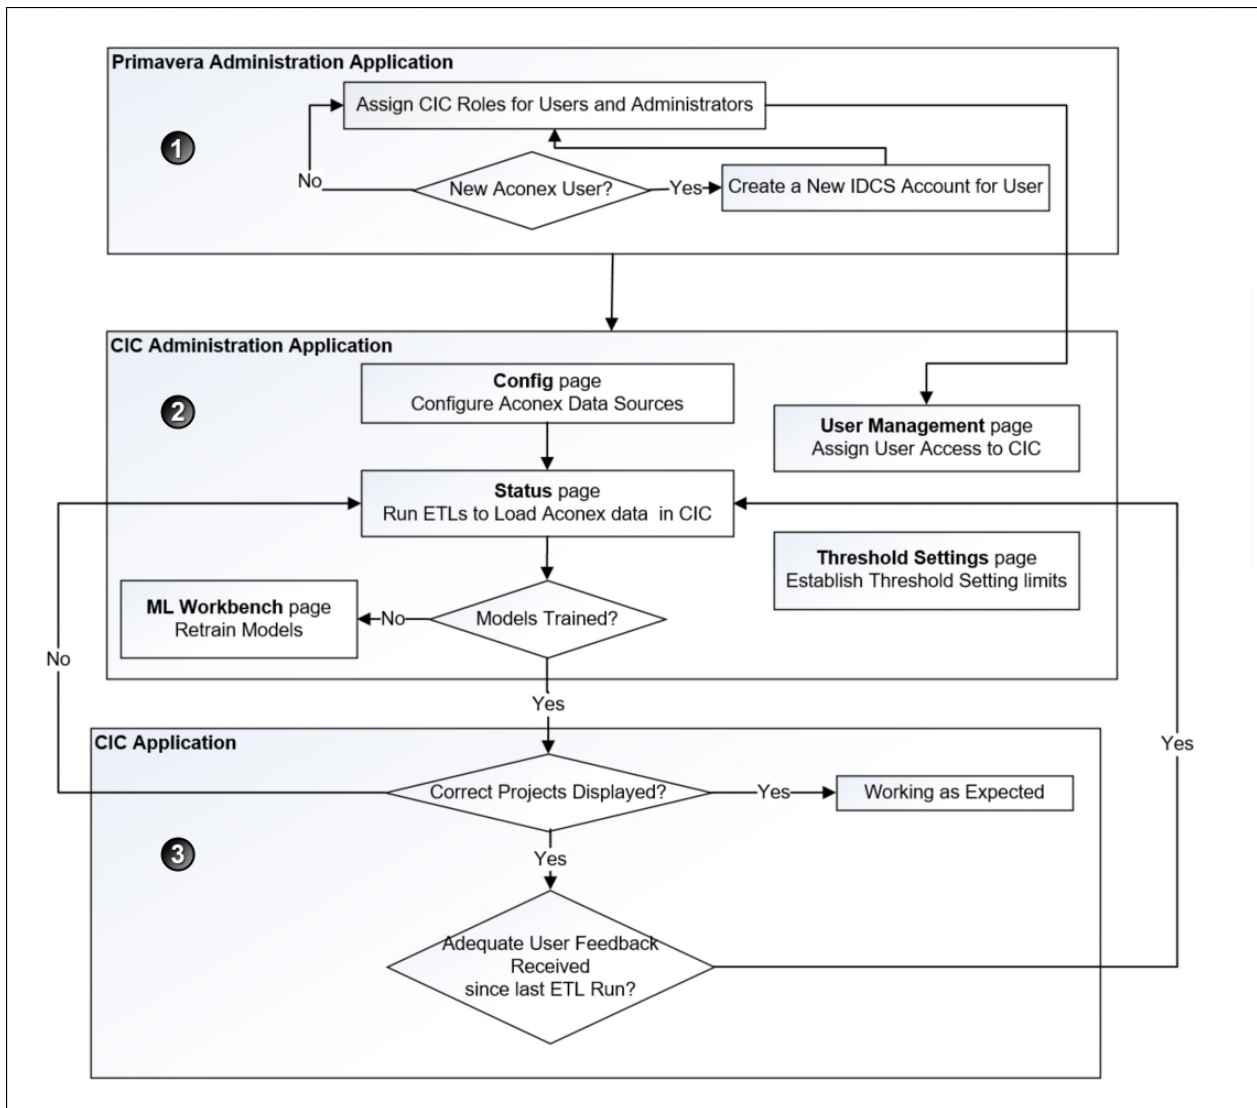 Primavera Administration Application
Assign CIC Roles for Users and Administrators
1
No
New Aconex User?
Yes
Create a New IDCS Account for User
CIC Administration Application
Config page
Configure Aconex Data Sources
2
User Management page
Assign User Access to CIC
Status page
Run ETLs to Load Aconex data in CIC
Threshold Settings page
Establish Threshold Setting limits
ML Workbench page
Retrain Models
No
Models Trained?
No
Yes
CIC Application
Yes
Correct Projects Displayed?
Yes
Working as Expected
3
Yes
Adequate User Feedback
Received
since last ETL Run?